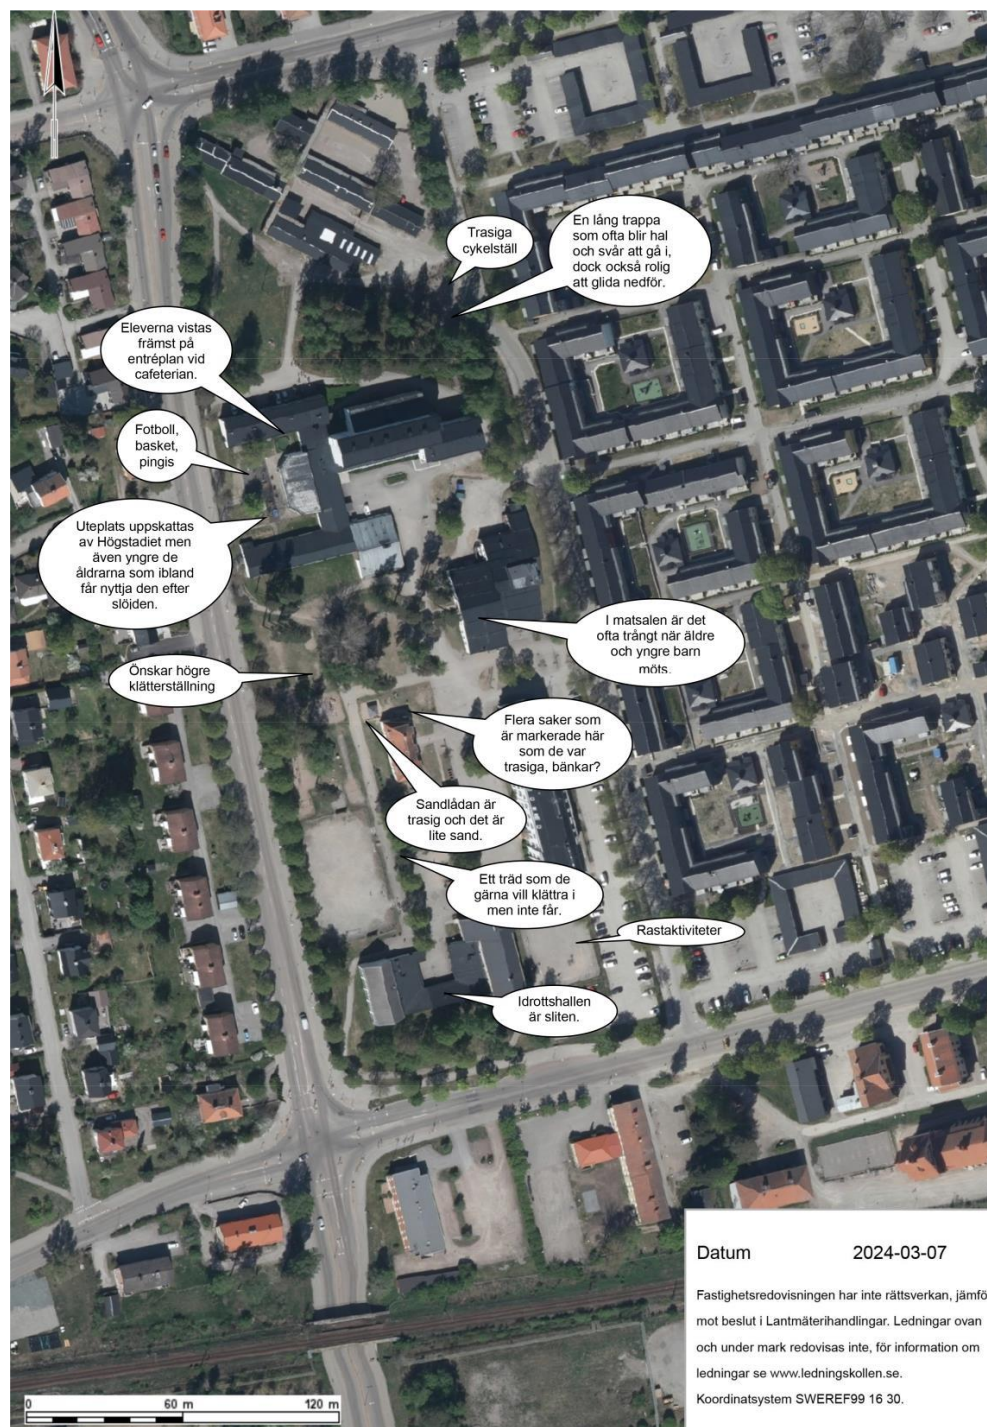 Trasiga
cykelställ
En lång trappa
som ofta blir hal
och svår att gå i,
dock också rolig
att glida nedför.
Eleverna vistas
främst på
entréplan vid
cafeterian.
Fotboll,
basket,
pingis
Uteplats uppskattas
av Högstadiet men
även yngre de
åldrarna som ibland
får nyttja den efter
slöjden.
I matsalen är det
ofta trångt när äldre
och yngre barn
möts.
Önskar högre
klätterställning
Flera saker som
är markerade här
som de var
trasiga, bänkar?
Sandlådan är
trasig och det är
lite sand.
Ett träd som de
gärna vill klättra i
men inte får.
Rastaktiviteter
Idrottshallen
är sliten.
Datum 2024-03-07
Fastighetsredovisningen har inte rättsverkan, jämfö
mot beslut i Lantmäterihandlingar. Ledningar ovan
och under mark redovisas inte, för information om
ledningar se www.ledningskollen.se.
Koordinatsystem SWEREF99 16 30.
0 60 m 120 m